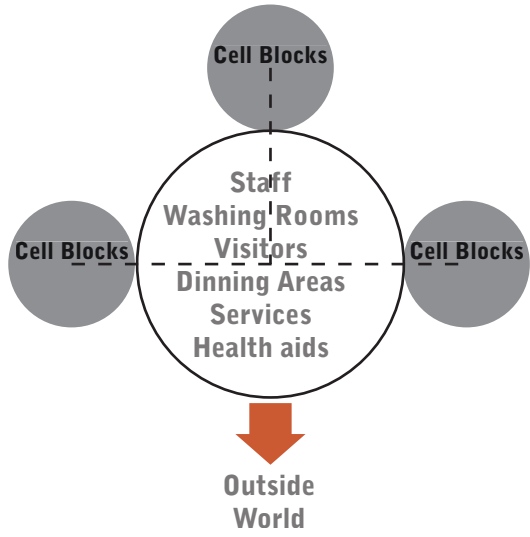 Cell Blocks
Staff
Washing Rooms
Visitors
Cell Blocks
Cell Blocks
Dinning Areas
Services
Health aids
Outside
World